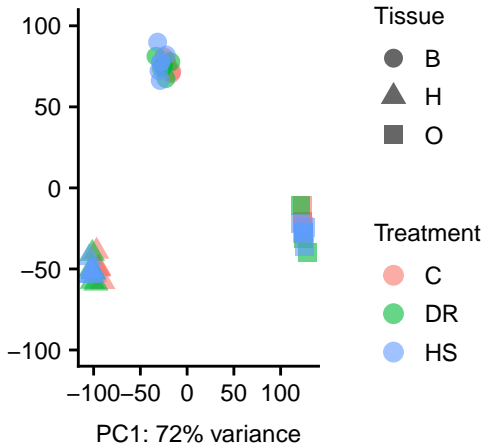 Tissue
B
H
O
Treatment
C
DR
HS
100
50
0
−50
−100
−100 −50 0 50 100
PC1: 72% variance